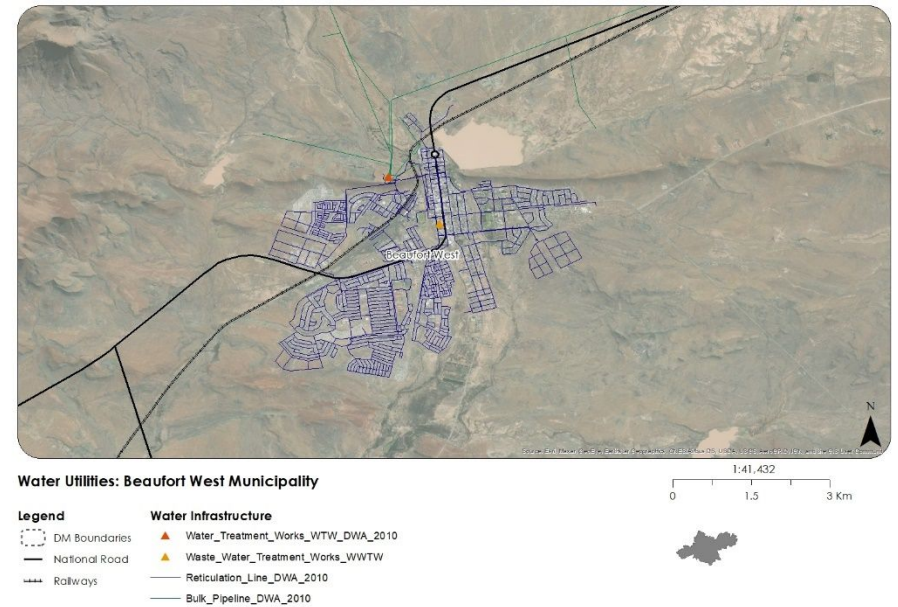 Beaufort West
N
1:41,432
0 1.5 3 Km
Water Utilities: Beaufort West Municipality
Legend
DM Boundaries
National Road
Railways
Water Infrastructure
Water_Treatment_Works_WTW_DWA_2010
Waste_Water_Treatment_Works_WWTW
Reticulation_Line_DWA_2010
Bulk_Pipeline_DWA_2010